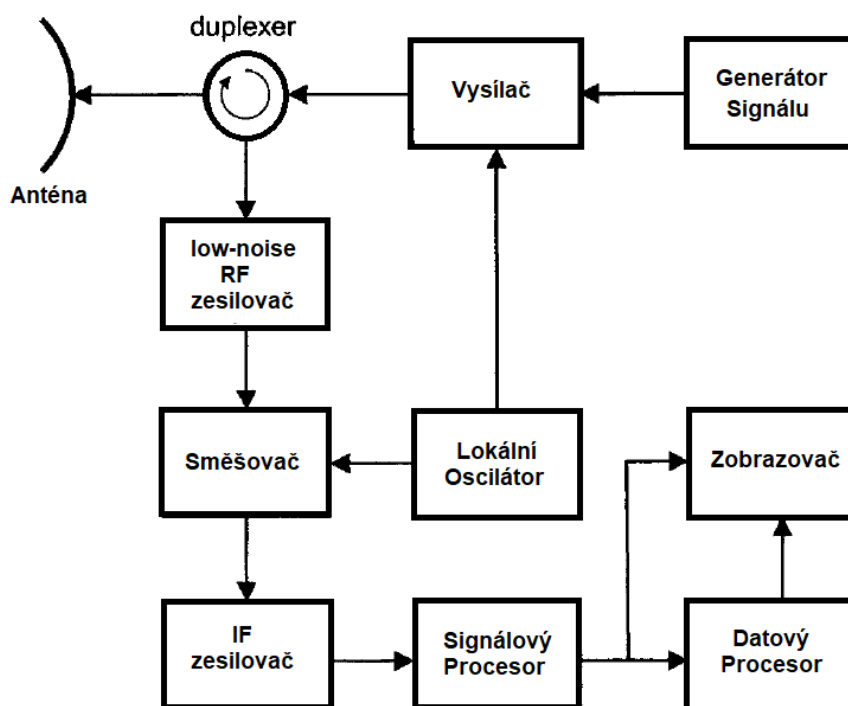 duplexer
Vysílač
Generátor
Signálu
Anténa
low-noise
RF
zesilovač
Směšovač
Lokální
Oscilátor
Zobrazovač
IF
zesilovač
Signálový
Procesor
Datový
Procesor